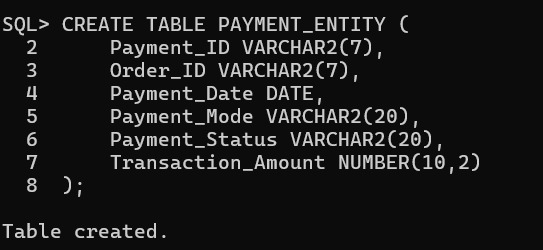 SQL> CREATE TABLE PAYMENT_ENTITY (
  2      Payment_ID VARCHAR2(7),
  3      Order_ID VARCHAR2(7),
  4      Payment_Date DATE,
  5      Payment_Mode VARCHAR2(20),
  6      Payment_Status VARCHAR2(20),
  7      Transaction_Amount NUMBER(10,2)
  8  );
Table created.